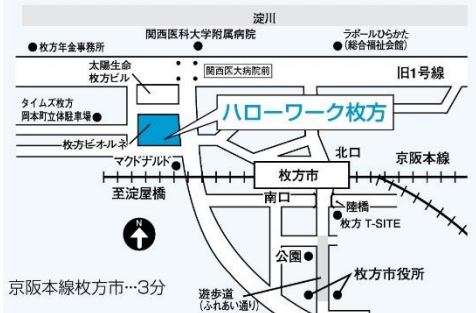 淀川
関西医科大学附属病院
ラポールひらかた
(総合福祉会館)
枚方年金事務所
太陽生命
枚方ビル
関西医大病院前
旧1号線
タイムズ枚方
岡本町立体駐車場
ハローワーク枚方
枚方ビオルネ
マクドナルド
北口
京阪本線
枚方市
至淀屋橋
南口
陸橋
枚方 T-SITE
N
公園
枚方市役所
京阪本線枚方市…3分
遊歩道
(ふれあい通り)